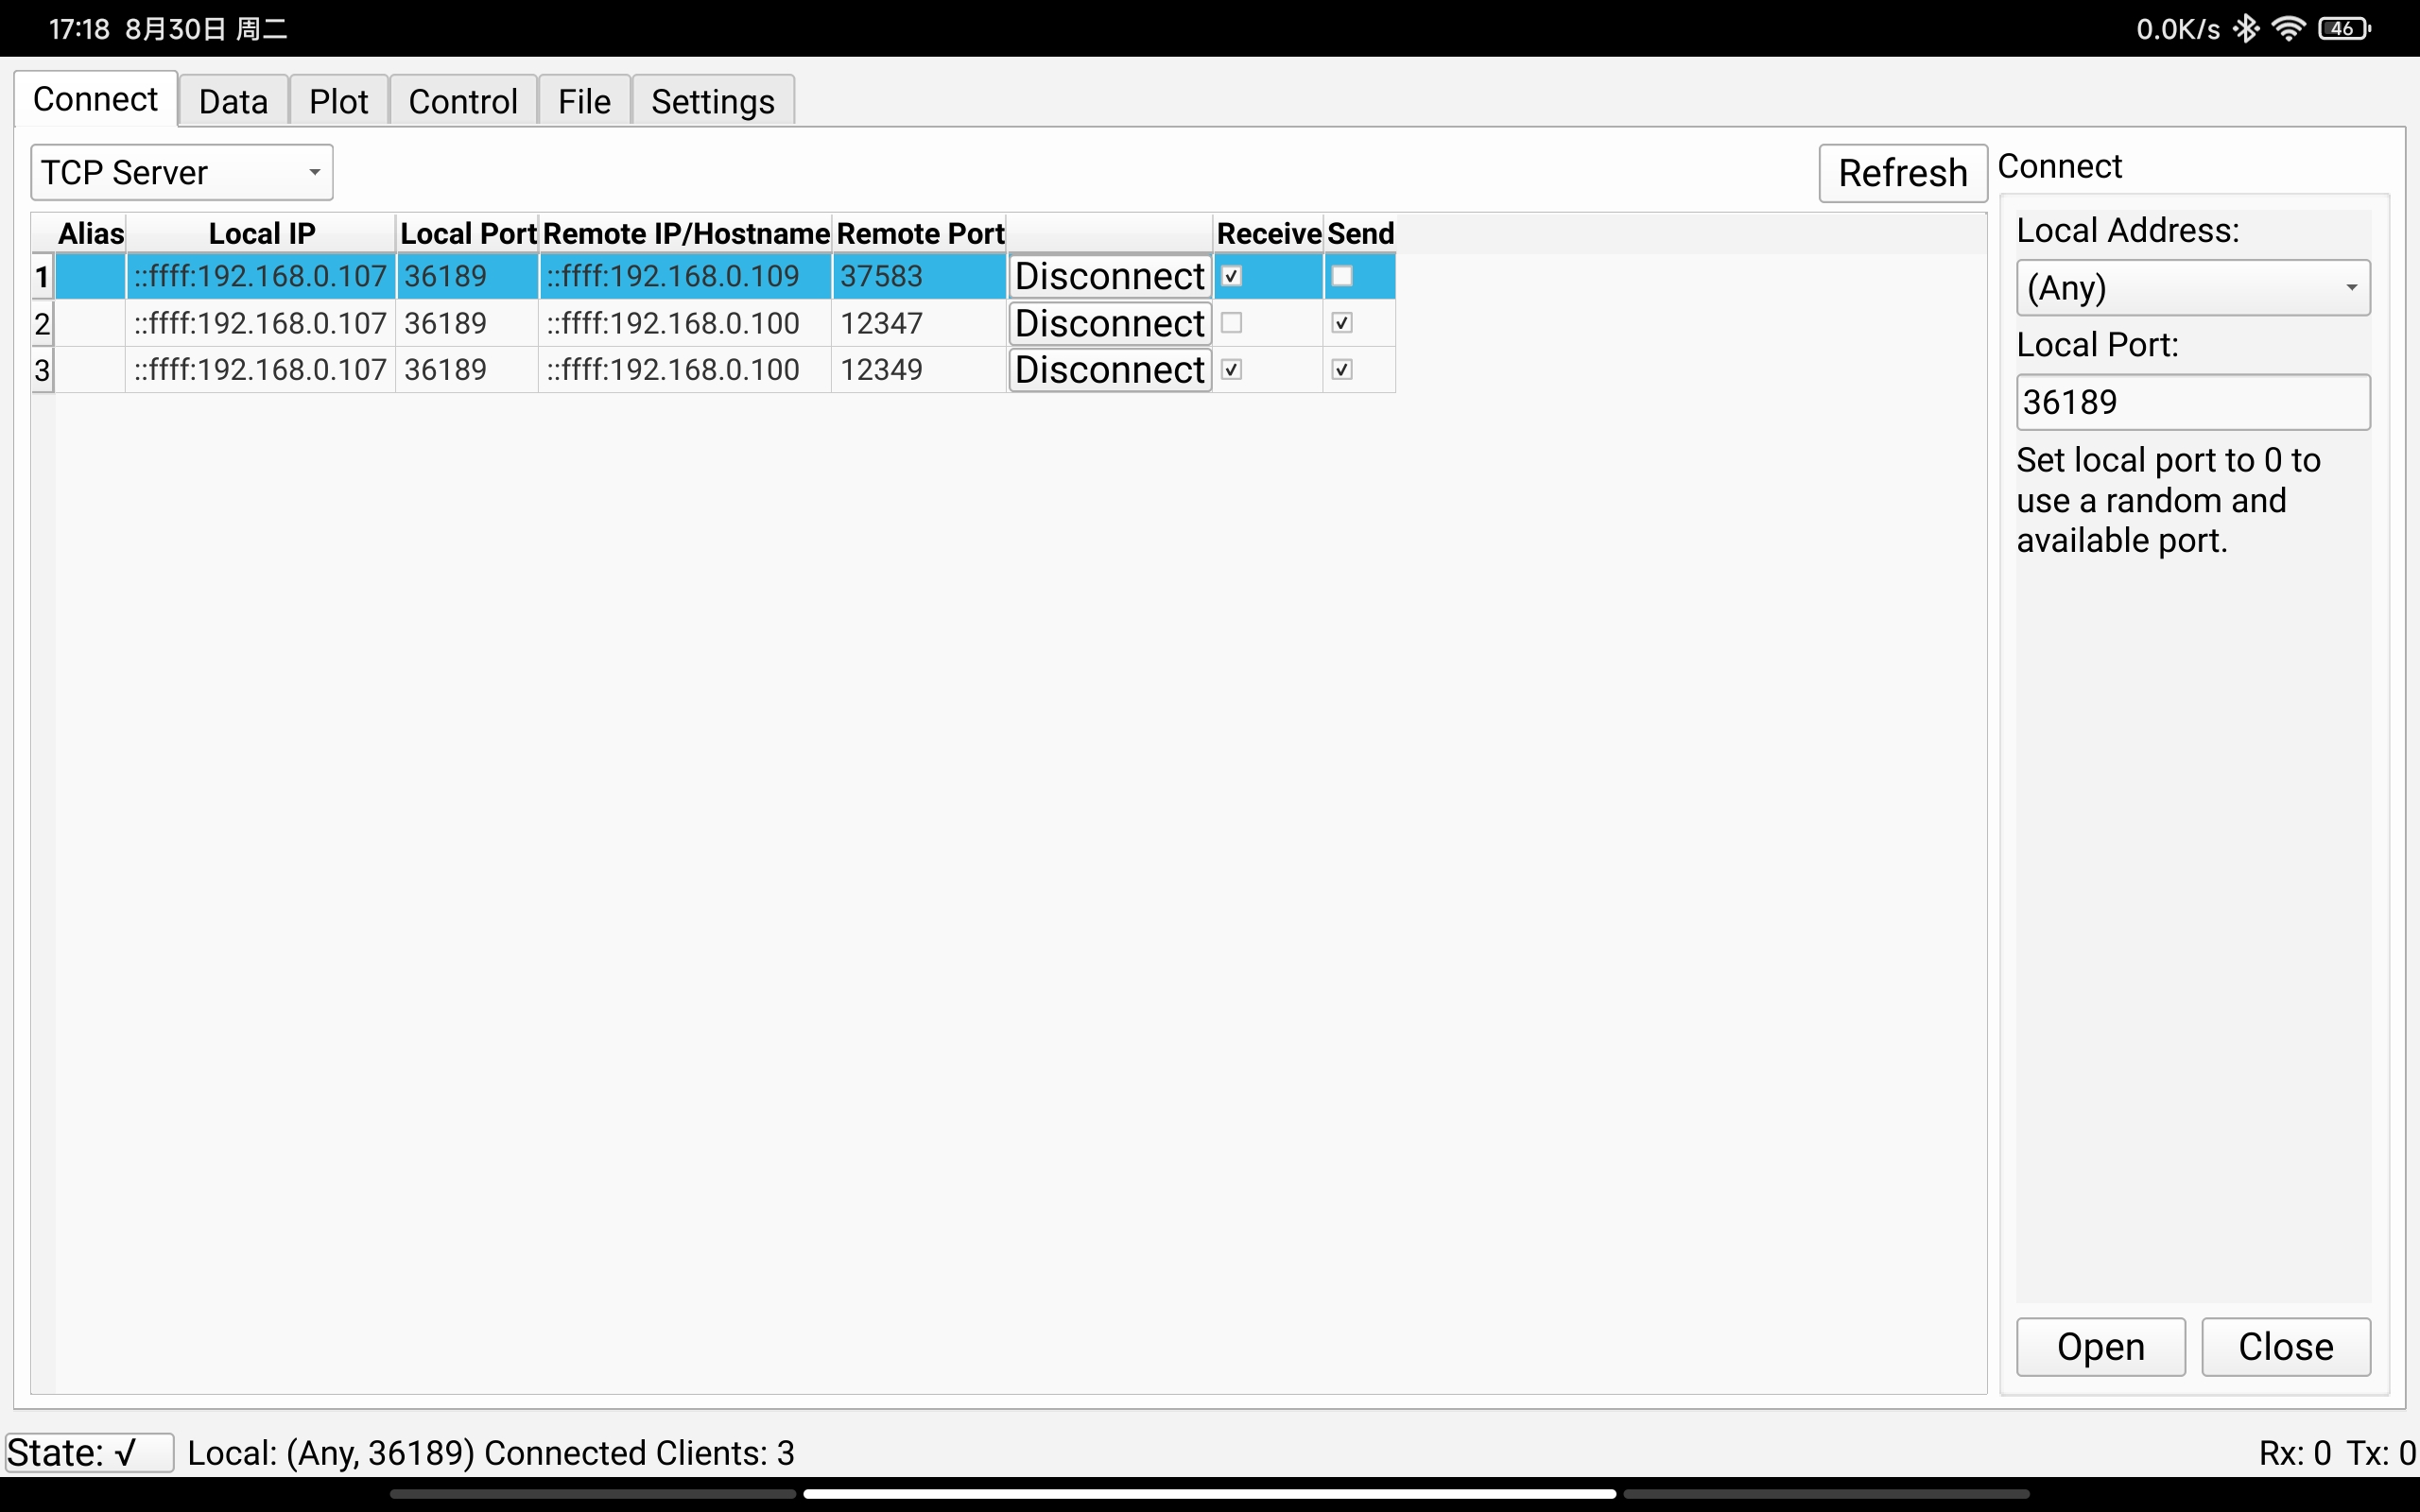 17:18 8月30日 周二
0.0K/s 46
Connect Data Plot Control File Settings
TCP Server
Refresh
Alias Local IP Local Port Remote IP/Hostname Remote Port Receive Send
1 ::ffff:192.168.0.107 36189 ::ffff:192.168.0.109 37583 Disconnect
2 ::ffff:192.168.0.107 36189 ::ffff:192.168.0.100 12347 Disconnect
3 ::ffff:192.168.0.107 36189 ::ffff:192.168.0.100 12349 Disconnect
Connect
Local Address:
(Any)
Local Port:
36189
Set local port to 0 to
use a random and
available port.
Open Close
State: √ Local: (Any, 36189) Connected Clients: 3
Rx: 0 Tx: 0